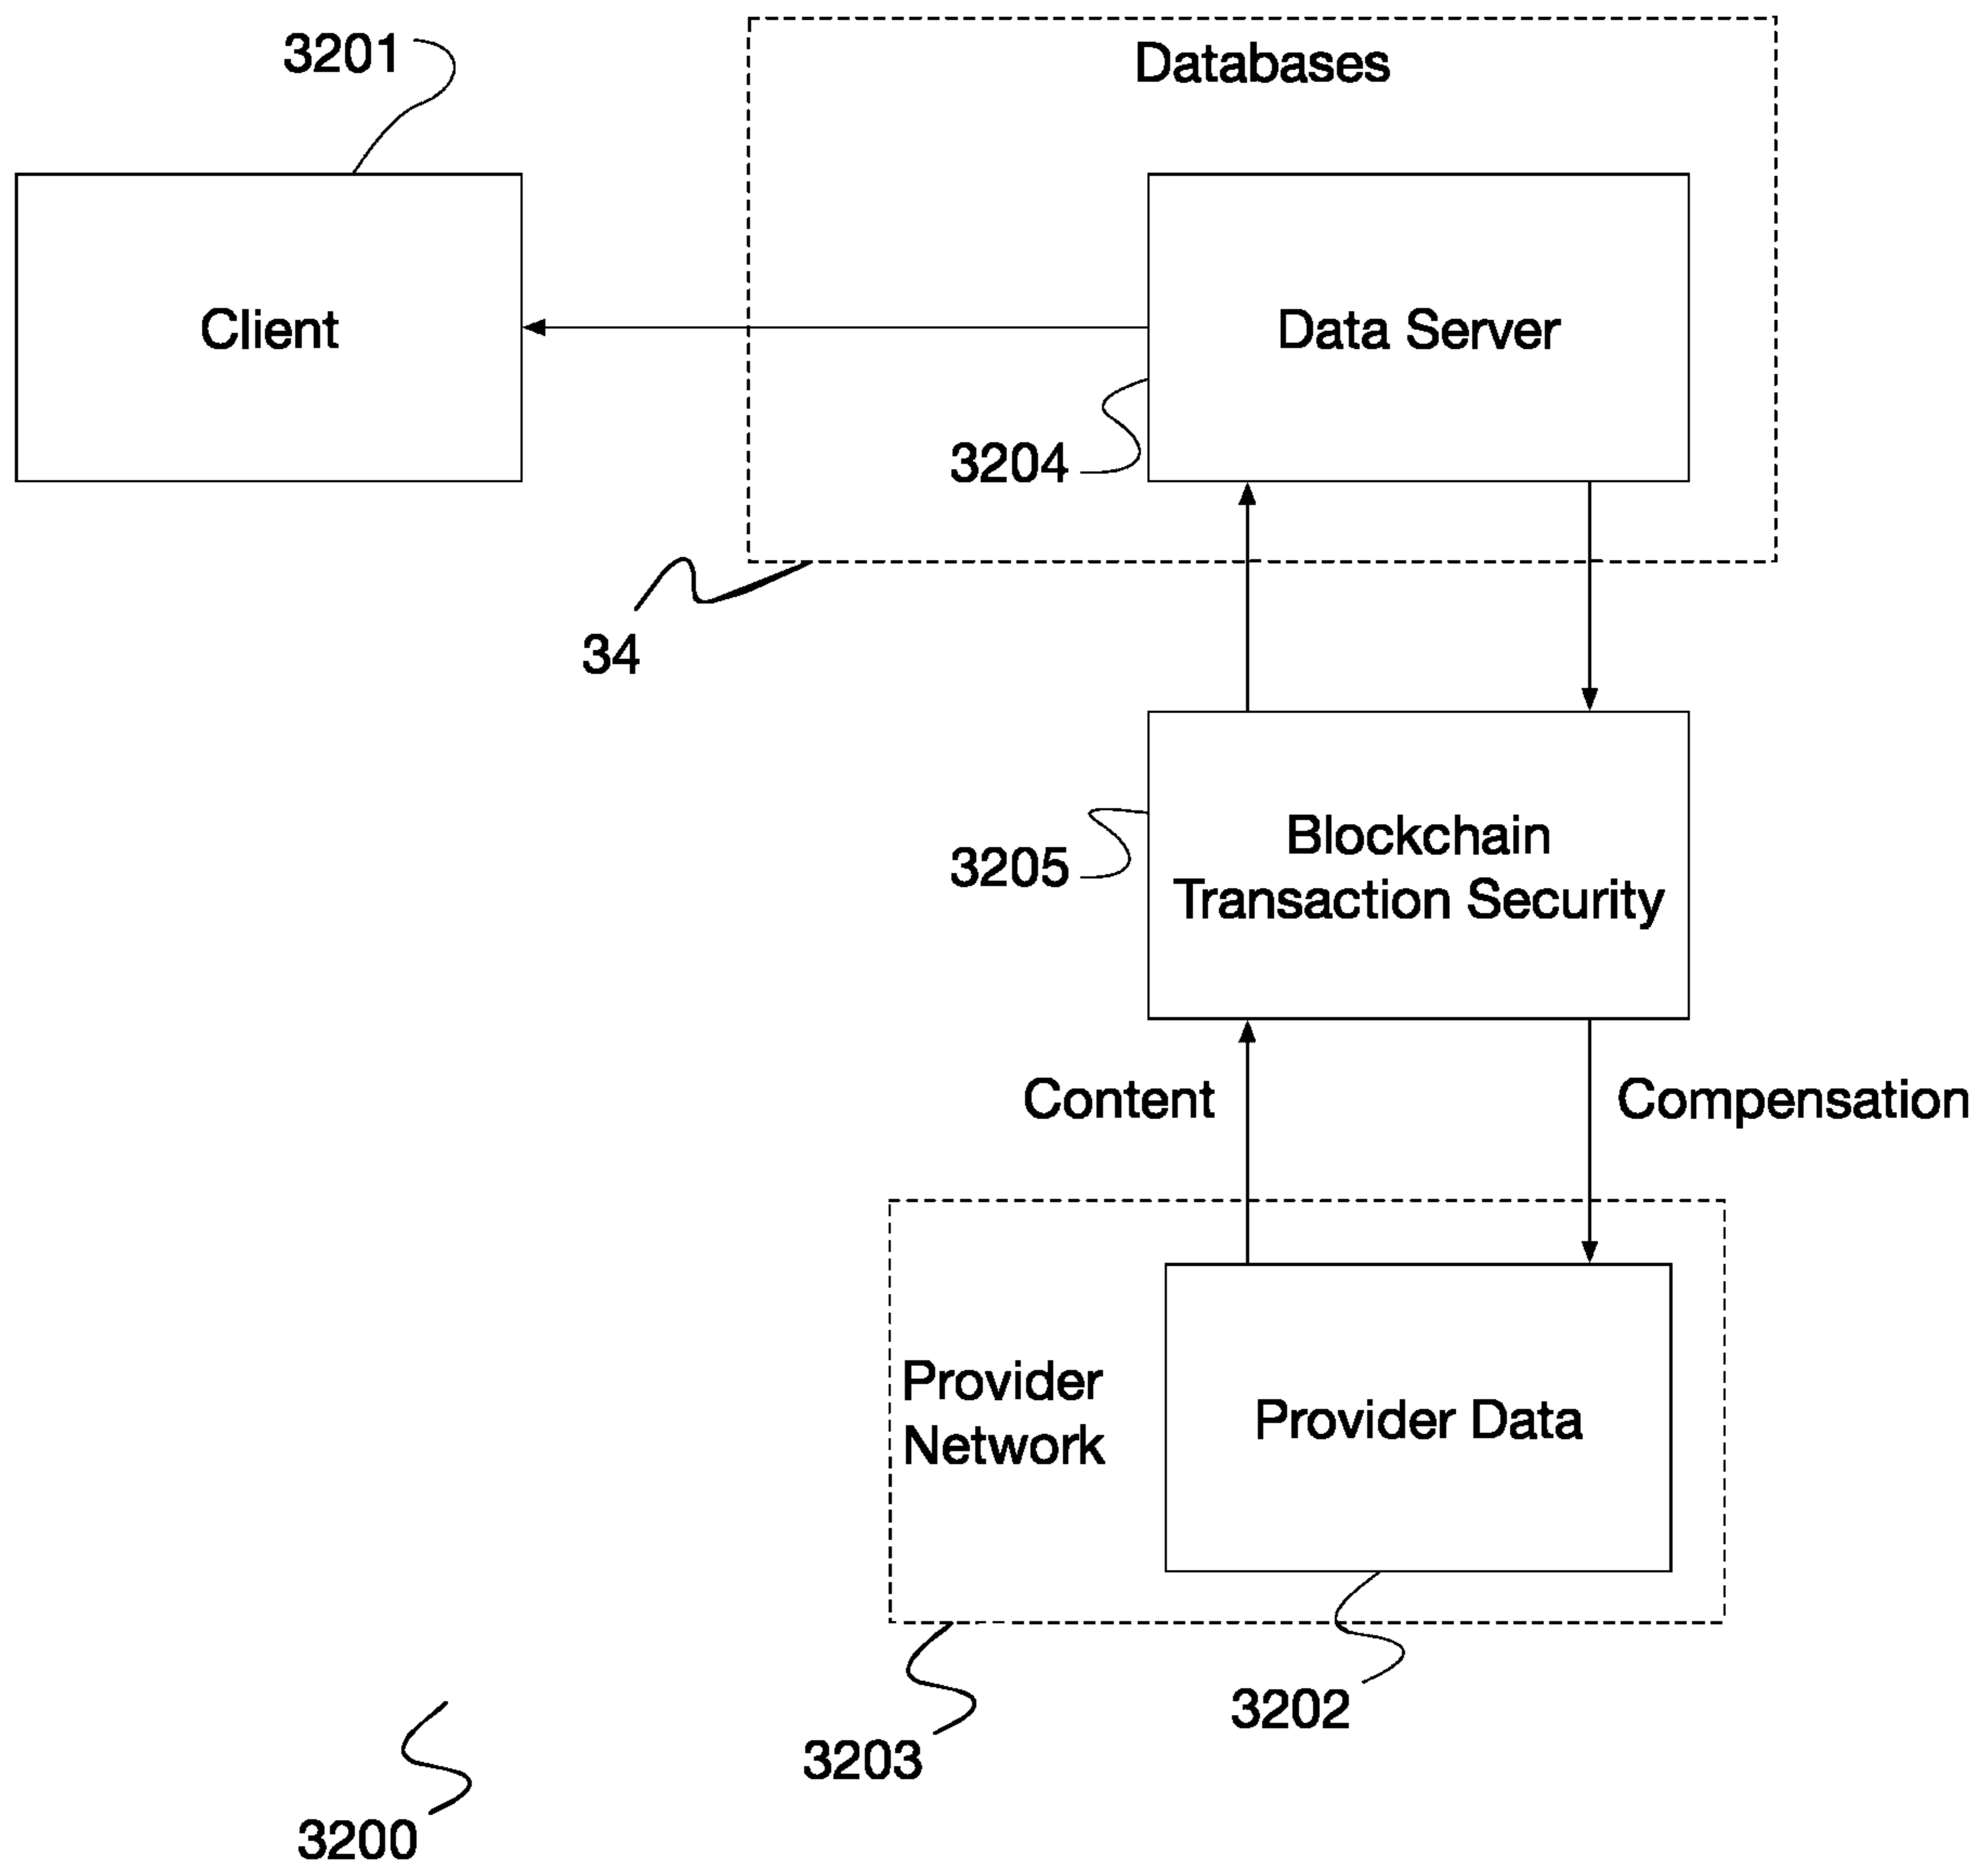 3201
Databases
Client
Data Server
3204
34
Blockchain
Transaction Security
3205
Content
Compensation
Provider
Network
Provider Data
3202
3203
3200